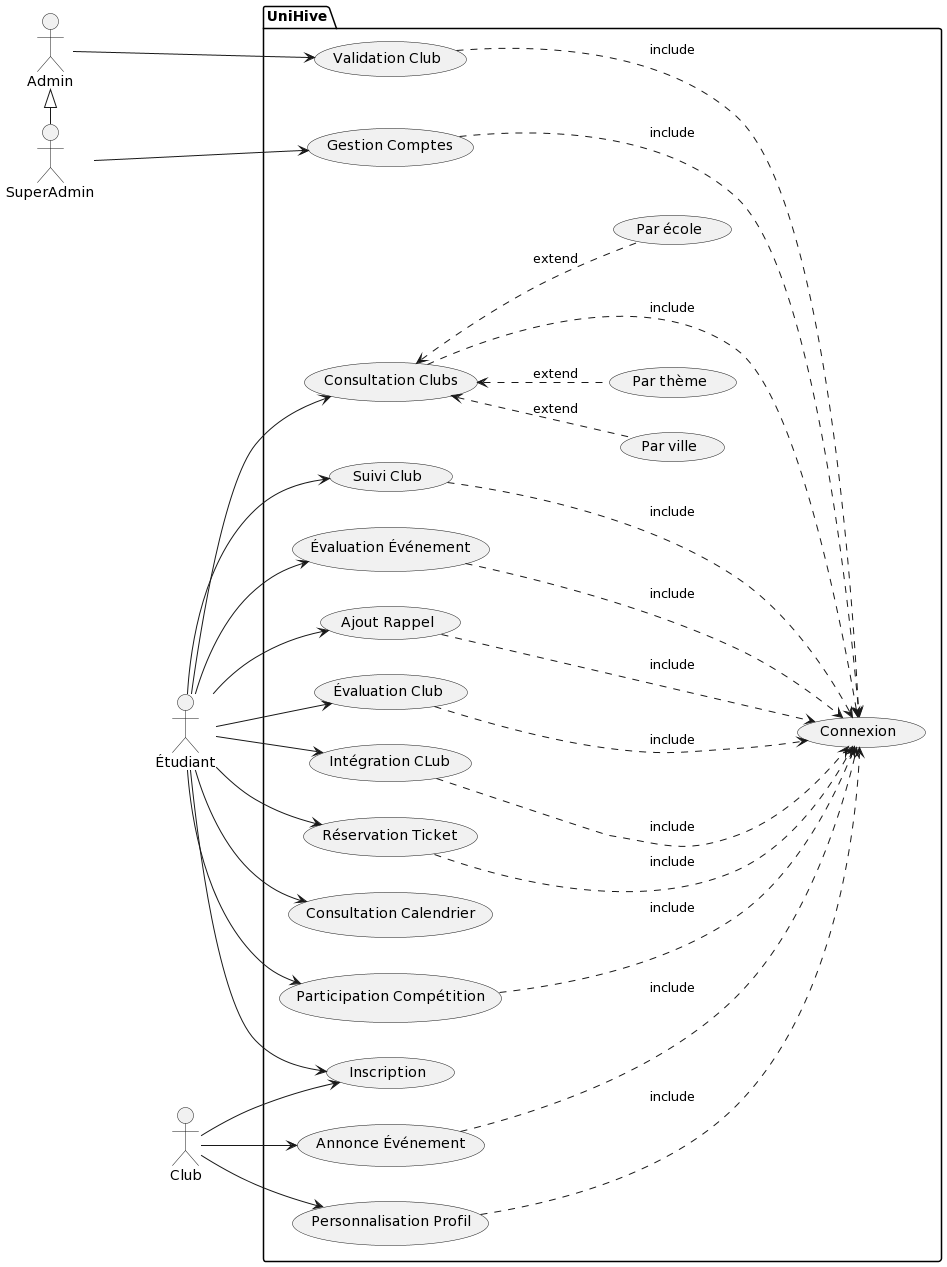 UniHive
Admin
Validation Club
include
SuperAdmin
Gestion Comptes
include
Par école
extend
include
Consultation Clubs
extend
Par thème
extend
Par ville
Suivi Club
include
Évaluation Événement
include
Ajout Rappel
include
Évaluation Club
include
Connexion
Étudiant
Intégration CLub
include
Réservation Ticket
include
Consultation Calendrier
include
Participation Compétition
include
Inscription
include
Annonce Événement
Club
Personnalisation Profil